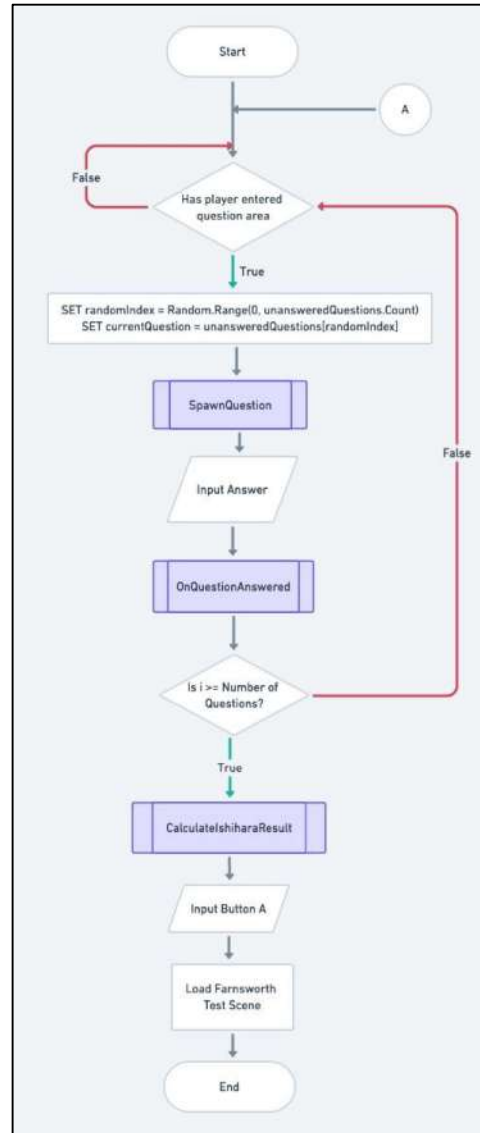 Start
A
False
Has player entered
question area
True
SET randomIndex = Random.Range(0, unansweredQuestions.Count)
SET currentQuestion = unansweredQuestions[randomIndex]
SpawnQuestion
False
Input Answer
OnQuestionAnswered
Is i >= Number of
Questions?
True
CalculateIshiharaResult
Input Button A
Load Farnsworth
Test Scene
End